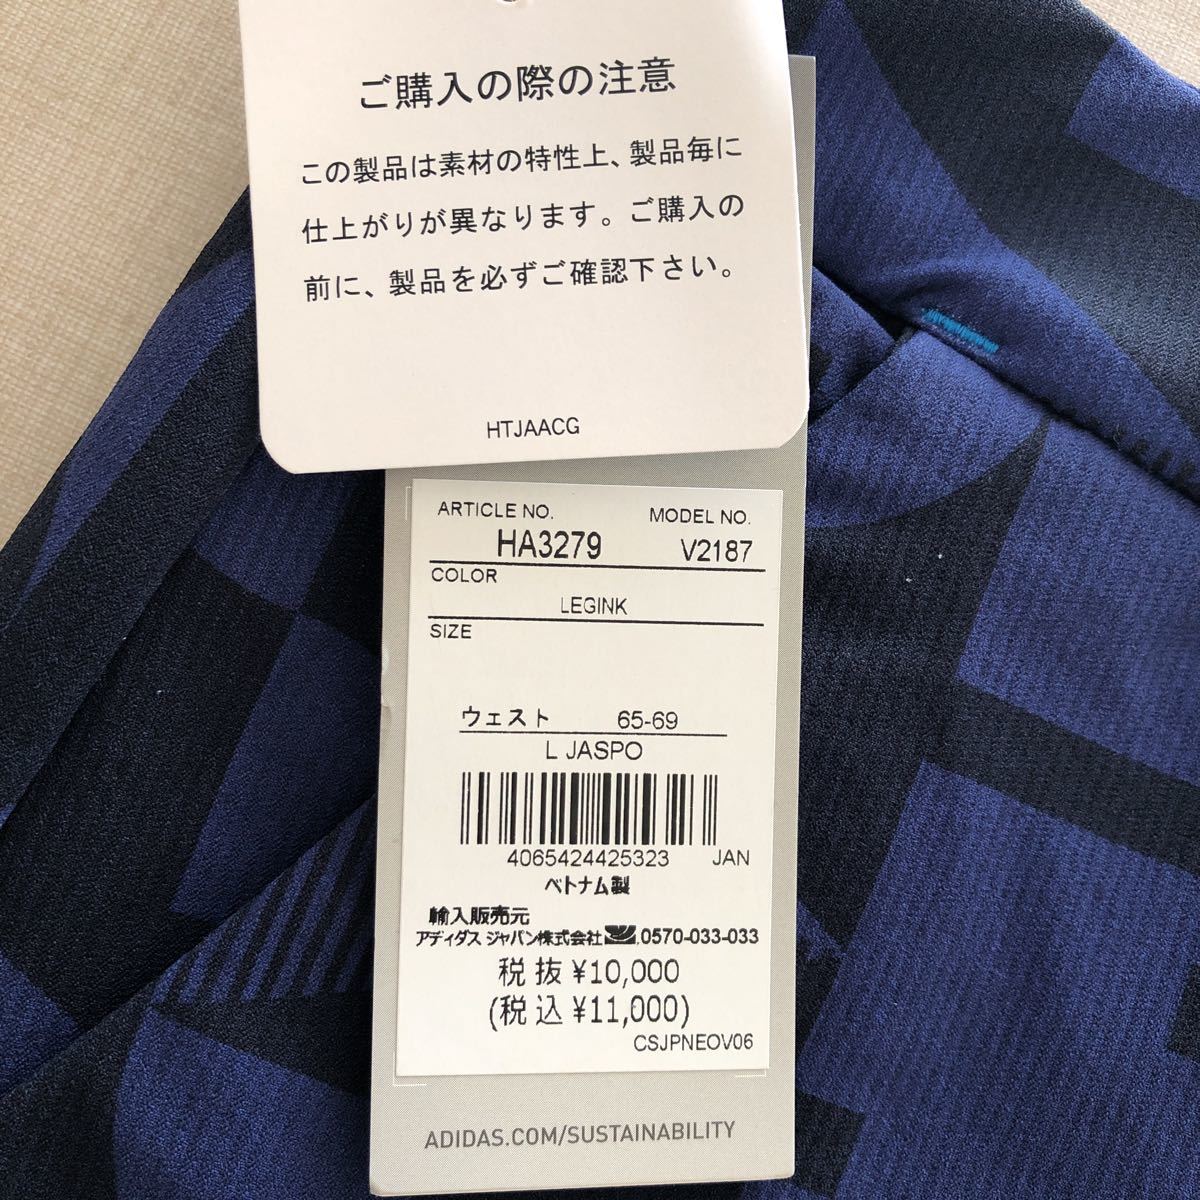 ご購入の際の注意
この製品は素材の特性上、製品毎に
仕上がりが異なります。ご購入の
前に、製品を必ずご確認下さい。
HTJAACG
ARTICLE NO. MODEL NO.
HA3279 V2187
COLOR
LEGINK
SIZE
ウェスト 65-69
L JASPO
4065424425323 JAN
ベトナム製
輸入販売元
アディダス ジャパン株式会社 0570-033-033
税抜 ¥10,000
(税込 ¥11,000)
CSJPNEOV06
ADIDAS.COM/SUSTAINABILITY